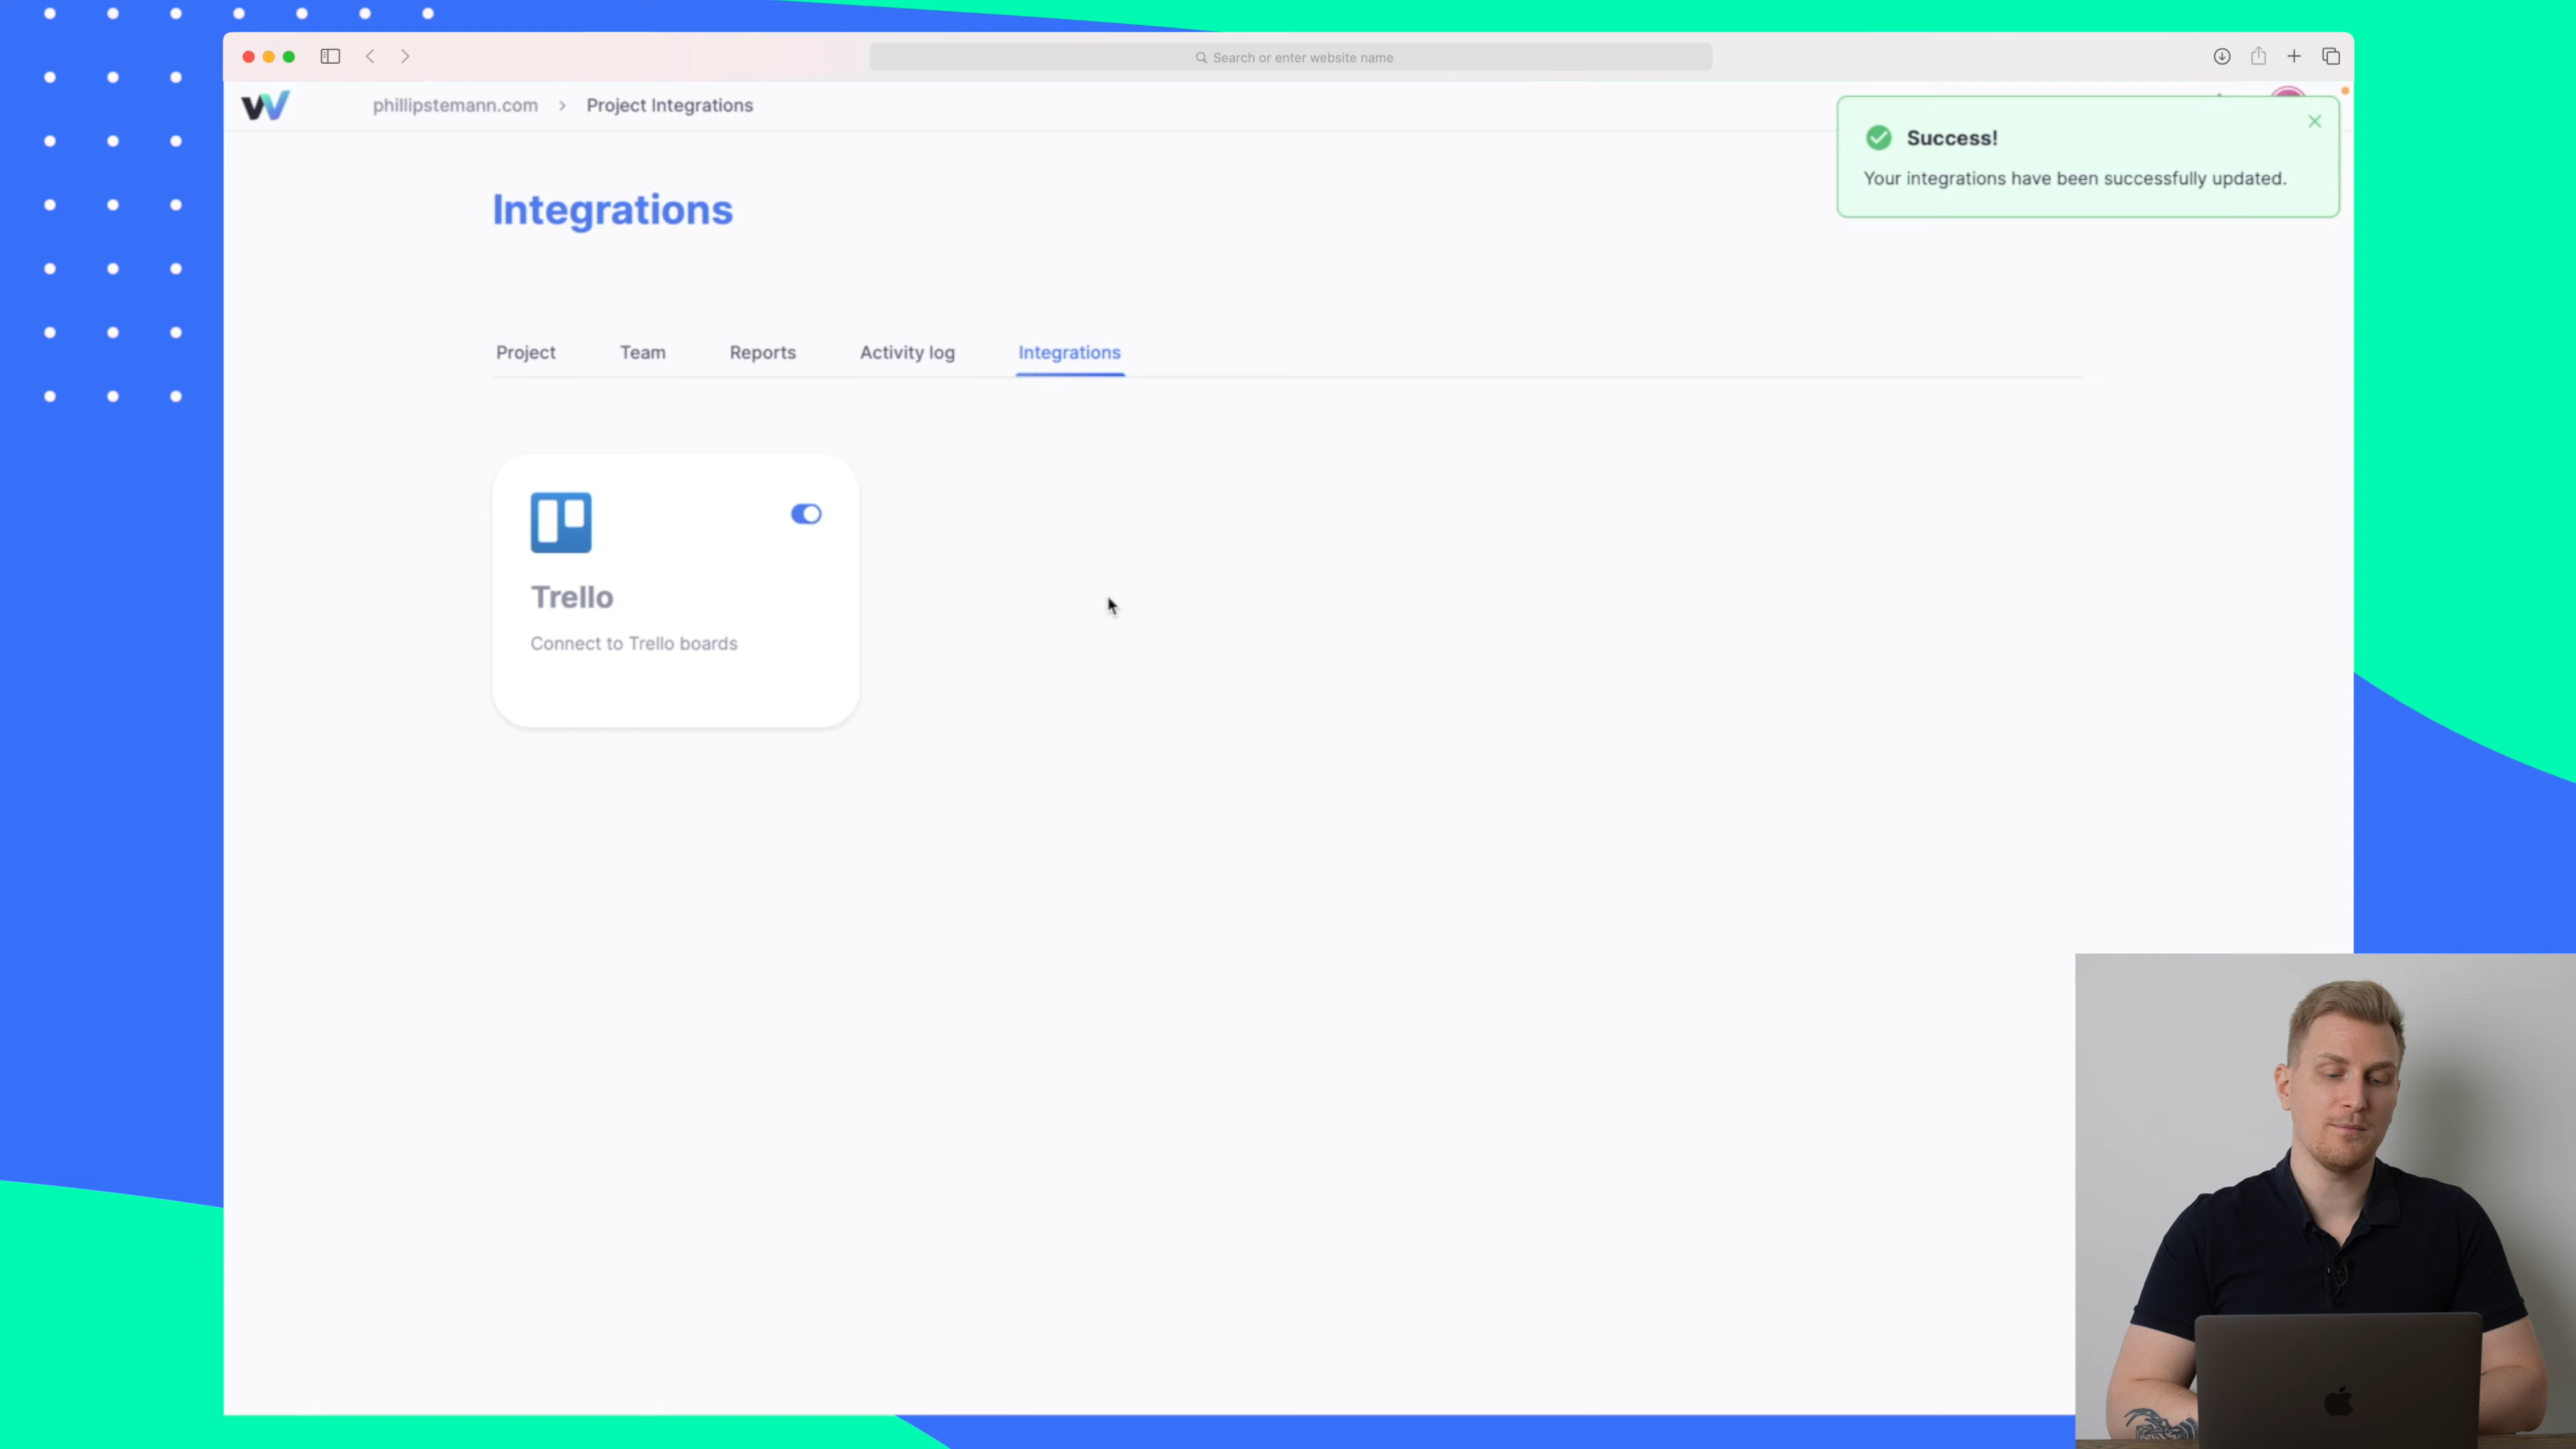 Search or enter website name
phillipstemann.com > Project Integrations
Success!
Your integrations have been successfully updated.
Integrations
Project Team Reports Activity log Integrations
Trello
Connect to Trello boards